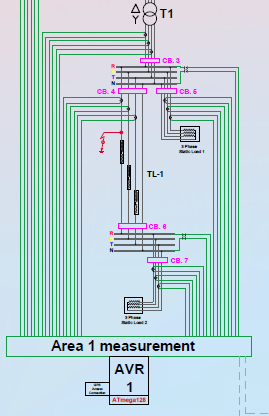 T1
CB. 3
R
T
N
CB. 4
CB. 5
3 Phase
Static Load 1
TL-1
CB. 6
R
T
N
CB. 7
3 Phase
Static Load 2
Area 1 measurement
AVR
1
ATmega128